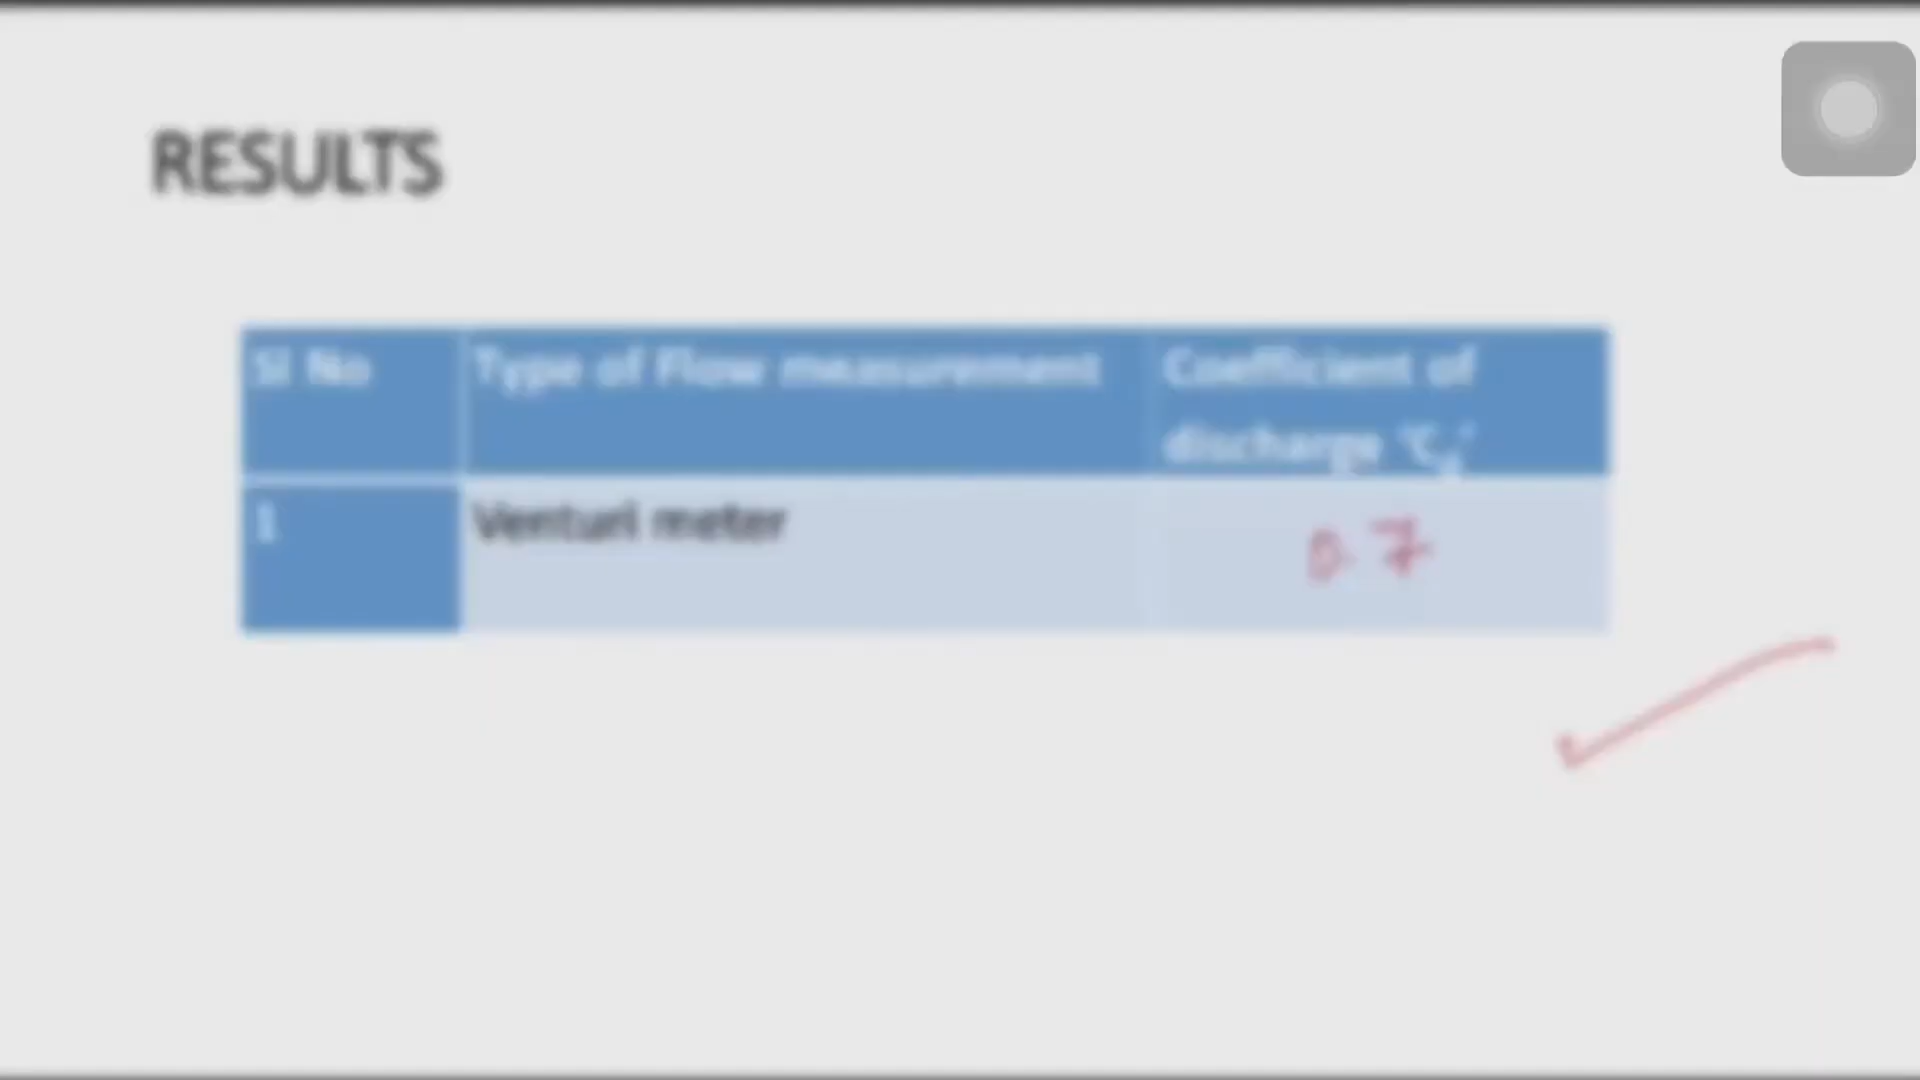 RESULTS
Sl No
Type of Flow measurement
Coefficient of
discharge 'Cd'
1
Venturi meter
0.7